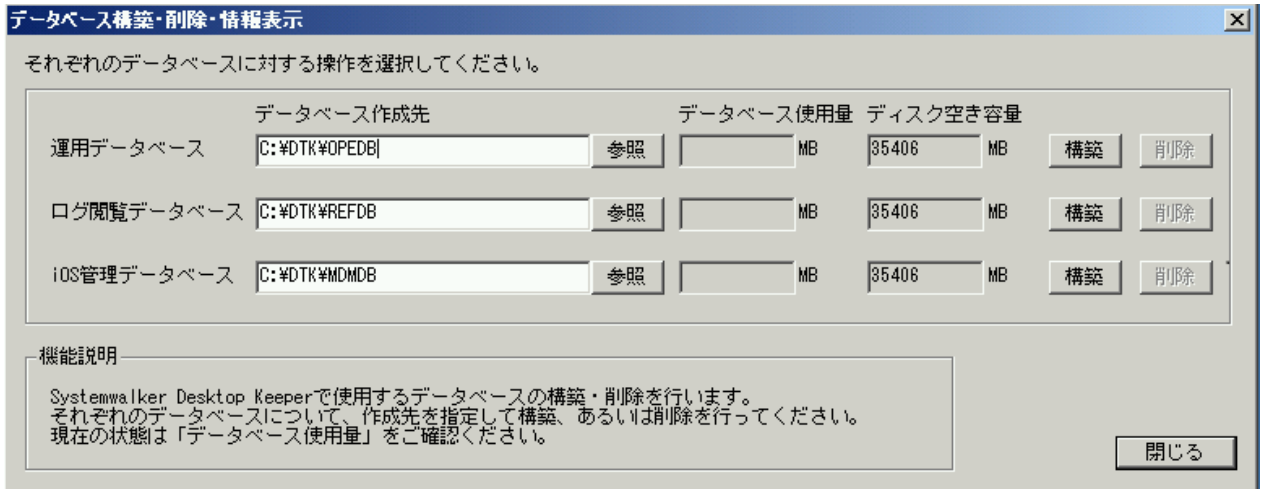 データベース構築・削除・情報表示
それぞれのデータベースに対する操作を選択してください。
データベース作成先 データベース使用量 ディスク空き容量
運用データベース C:¥DTK¥OPEDB 参照 MB 35406 MB 構築 削除
ログ閲覧データベース C:¥DTK¥REFDB 参照 MB 35406 MB 構築 削除
iOS管理データベース C:¥DTK¥MDMDB 参照 MB 35406 MB 構築 削除
機能説明
Systemwalker Desktop Keeperで使用するデータベースの構築・削除を行います。
それぞれのデータベースについて、作成先を指定して構築、あるいは削除を行ってください。
現在の状態は「データベース使用量」をご確認ください。
閉じる